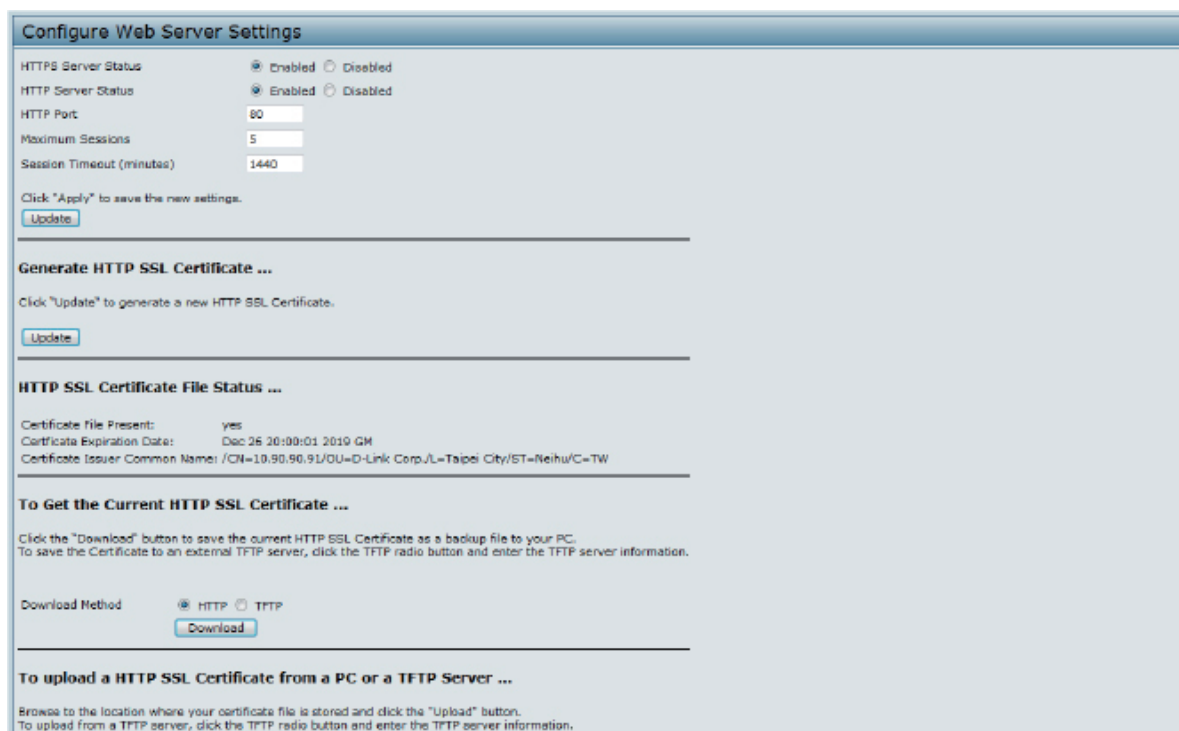 Configure Web Server Settings
HTTPS Server Status Enabled Disabled
HTTP Server Status Enabled Disabled
HTTP Port 80
Maximum Sessions 5
Session Timeout (minutes) 1440
Click "Apply" to save the new settings.
Update
Generate HTTP SSL Certificate ...
Click "Update" to generate a new HTTP SSL Certificate.
Update
HTTP SSL Certificate File Status ...
Certificate File Present: yes
Certficate Expiration Date: Dec 26 20:00:01 2019 GM
Certificate Issuer Common Name: /CN=10.90.90.91/OU=D-Link Corp./L=Taipei City/ST=Neihu/C=TW
To Get the Current HTTP SSL Certificate ...
Click the "Download" button to save the current HTTP SSL Certificate as a backup file to your PC.
To save the Certificate to an external TFTP server, click the TFTP radio button and enter the TFTP server information.
Download Method HTTP TFTP
Download
To upload a HTTP SSL Certificate from a PC or a TFTP Server ...
Browse to the location where your certificate file is stored and click the "Upload" button.
To upload from a TFTP server, click the TFTP radio button and enter the TFTP server information.